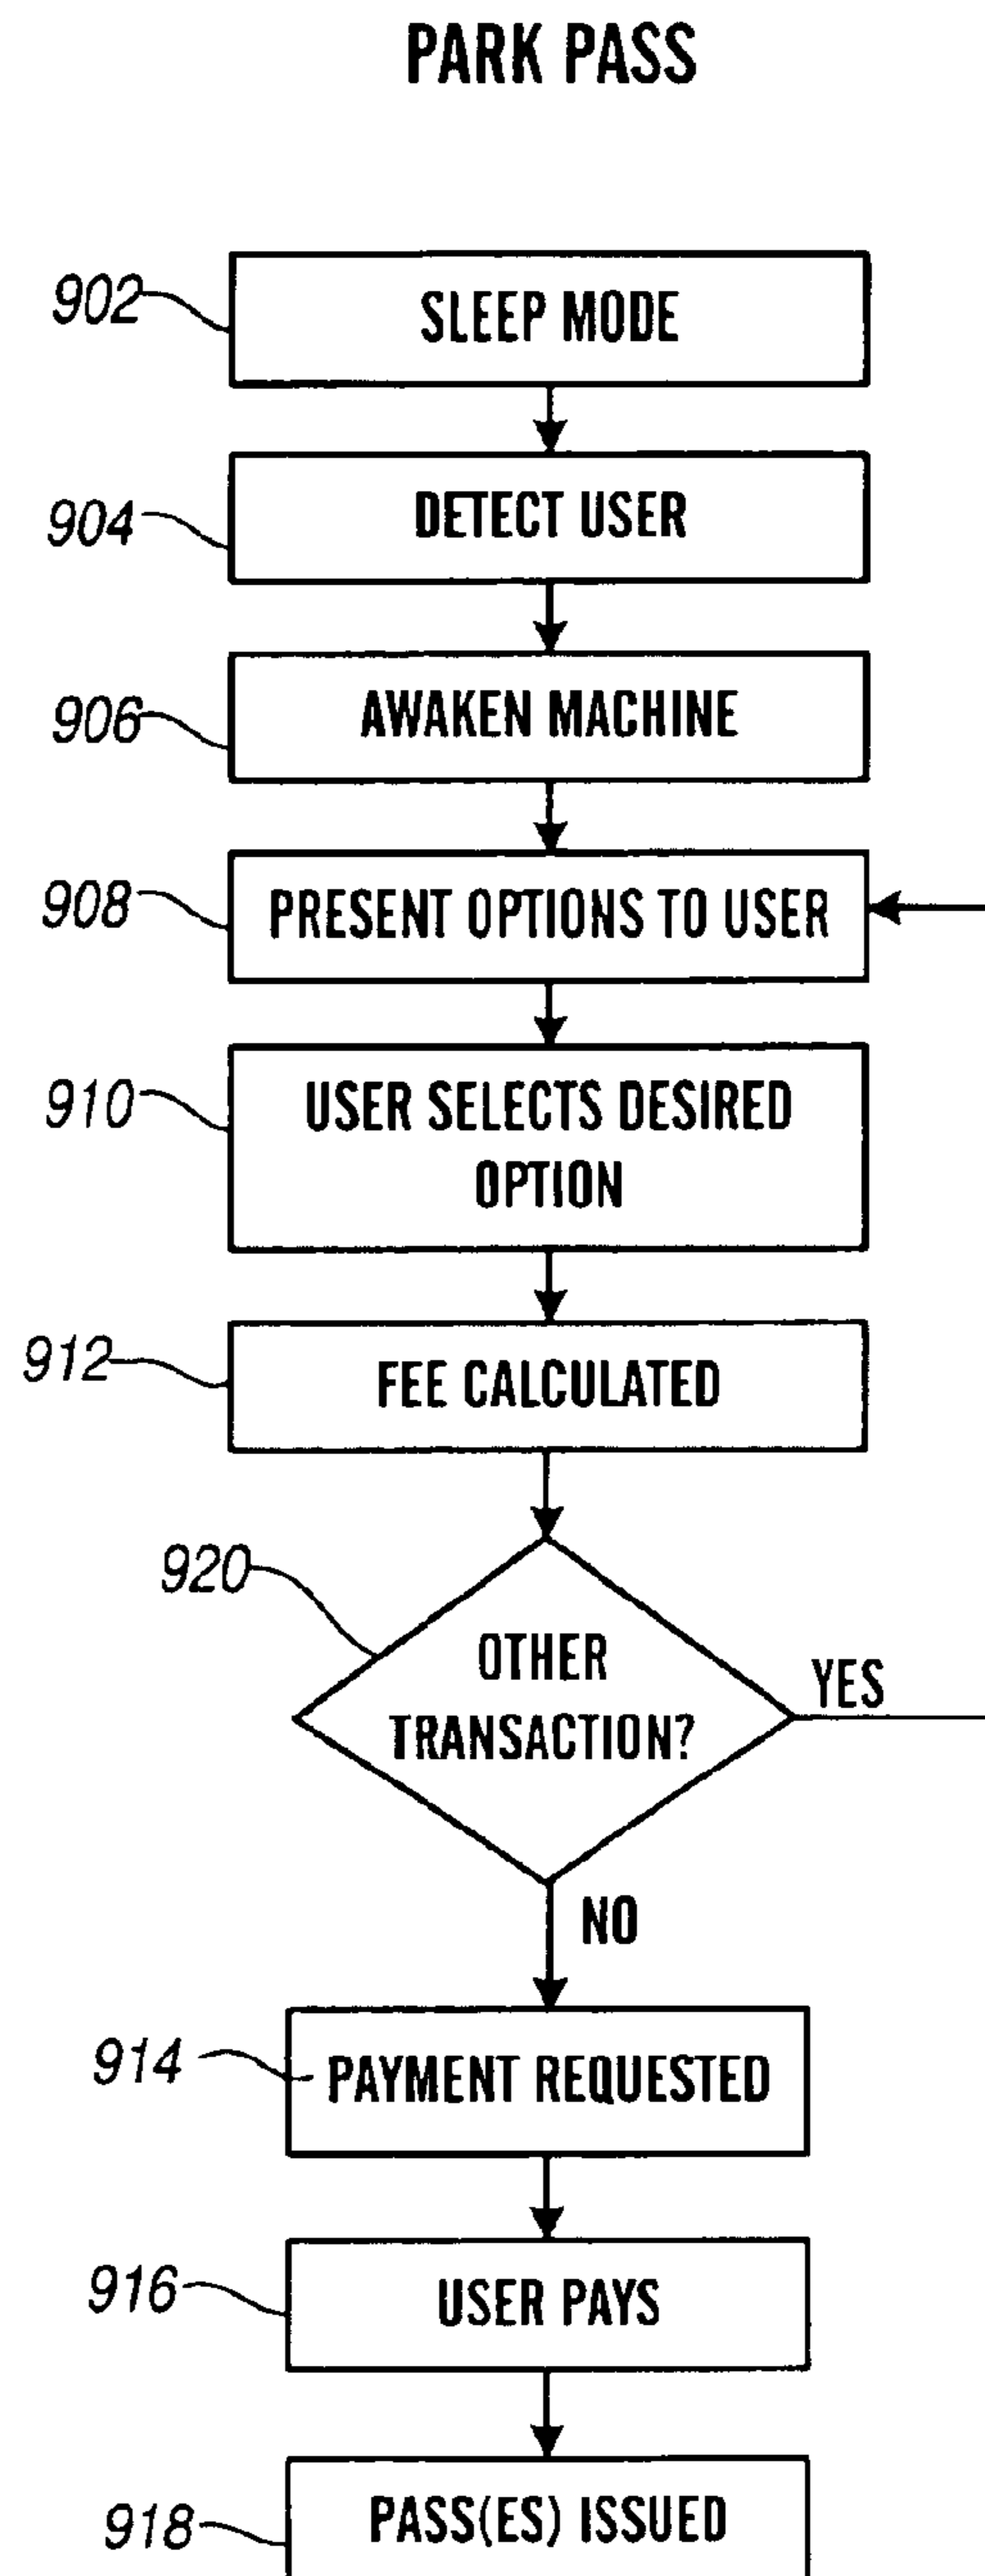 PARK PASS
902
SLEEP MODE
904
DETECT USER
906
AWAKEN MACHINE
908
PRESENT OPTIONS TO USER
910
USER SELECTS DESIRED
OPTION
912
FEE CALCULATED
920
OTHER
TRANSACTION?
YES
NO
914
PAYMENT REQUESTED
916
USER PAYS
918
PASS(ES) ISSUED